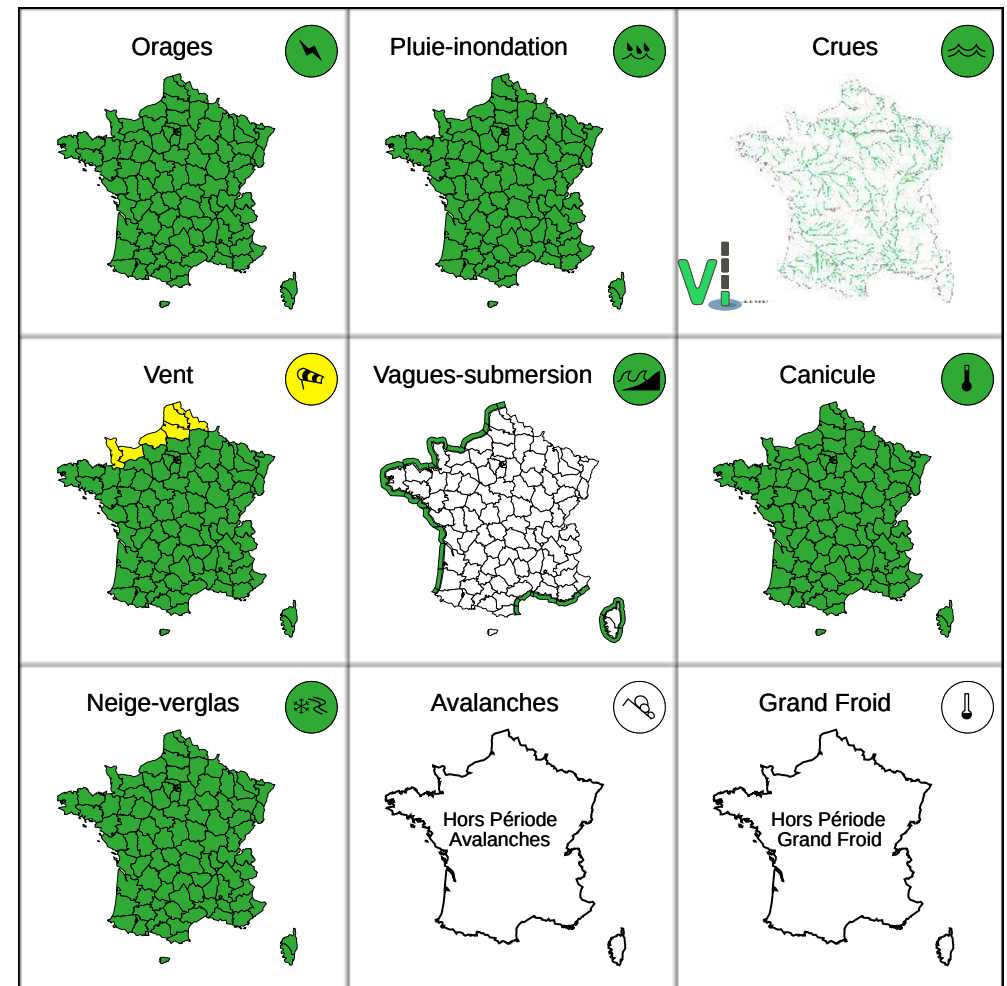 Orages
Pluie-inondation
Crues
Vent
Vagues-submersion
Canicule
Neige-verglas
Avalanches
Grand Froid
Hors Période
Avalanches
Hors Période
Grand Froid